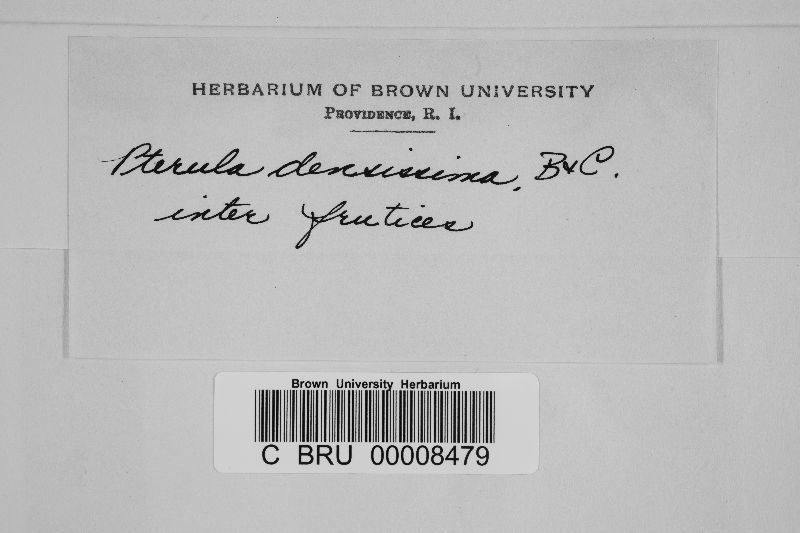 HERBARIUM OF BROWN UNIVERSITY
PROVIDENCE, R. I.
Pterula densissima, B&C.
inter frutices
Brown University Herbarium
C BRU 00008479